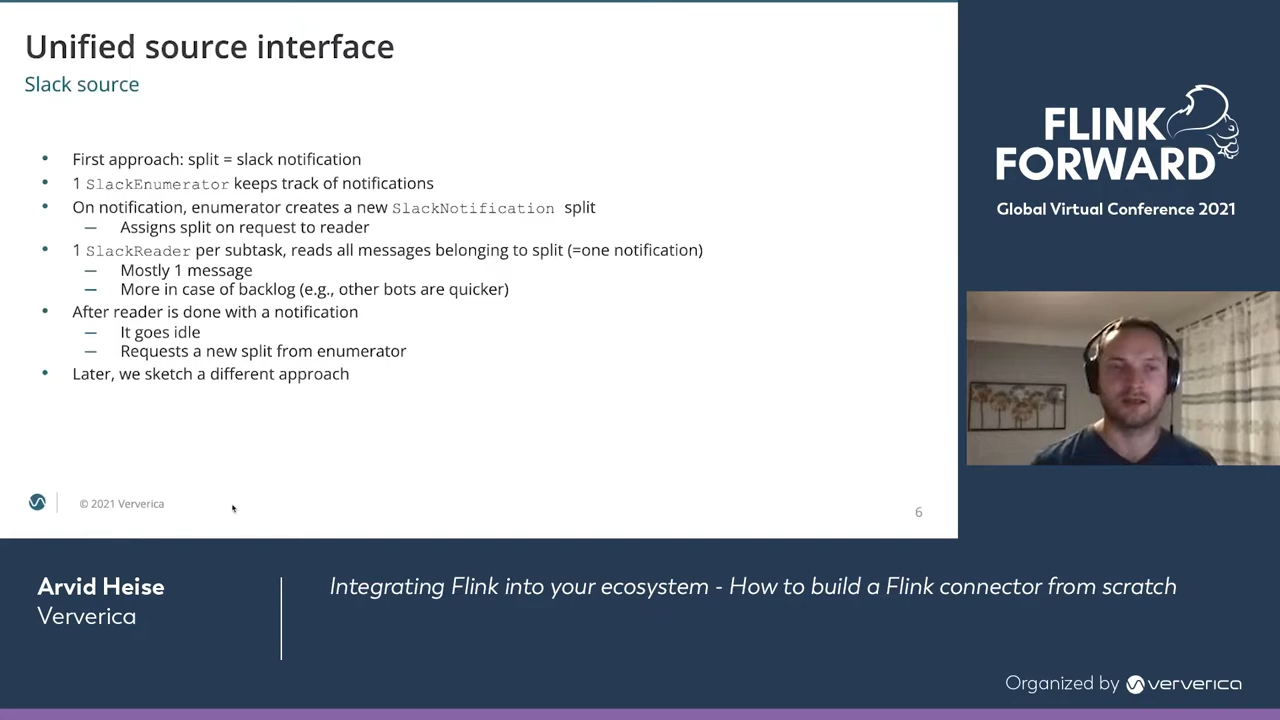 Unified source interface
Slack source
• First approach: split = slack notification
• 1 SlackEnumerator keeps track of notifications
• On notification, enumerator creates a new SlackNotification split
— Assigns split on request to reader
• 1 SlackReader per subtask, reads all messages belonging to split (=one notification)
— Mostly 1 message
— More in case of backlog (e.g., other bots are quicker)
• After reader is done with a notification
— It goes idle
— Requests a new split from enumerator
• Later, we sketch a different approach
© 2021 Ververica
6
FLINK
FORWARD
Global Virtual Conference 2021
Arvid Heise
Ververica
Integrating Flink into your ecosystem - How to build a Flink connector from scratch
Organized by ververica